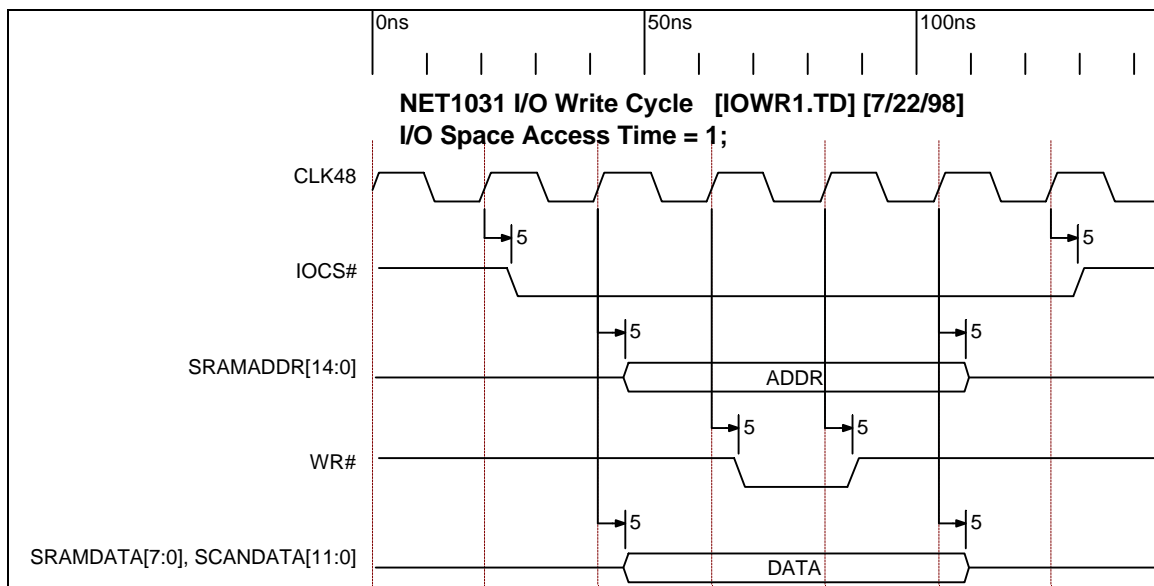 0ns 50ns 100ns
NET1031 I/O Write Cycle [IOWR1.TD] [7/22/98]
I/O Space Access Time = 1;
CLK48
5 5
IOCS#
5 5
SRAMADDR[14:0] ADDR
5 5
WR#
5 5
SRAMDATA[7:0], SCANDATA[11:0] DATA